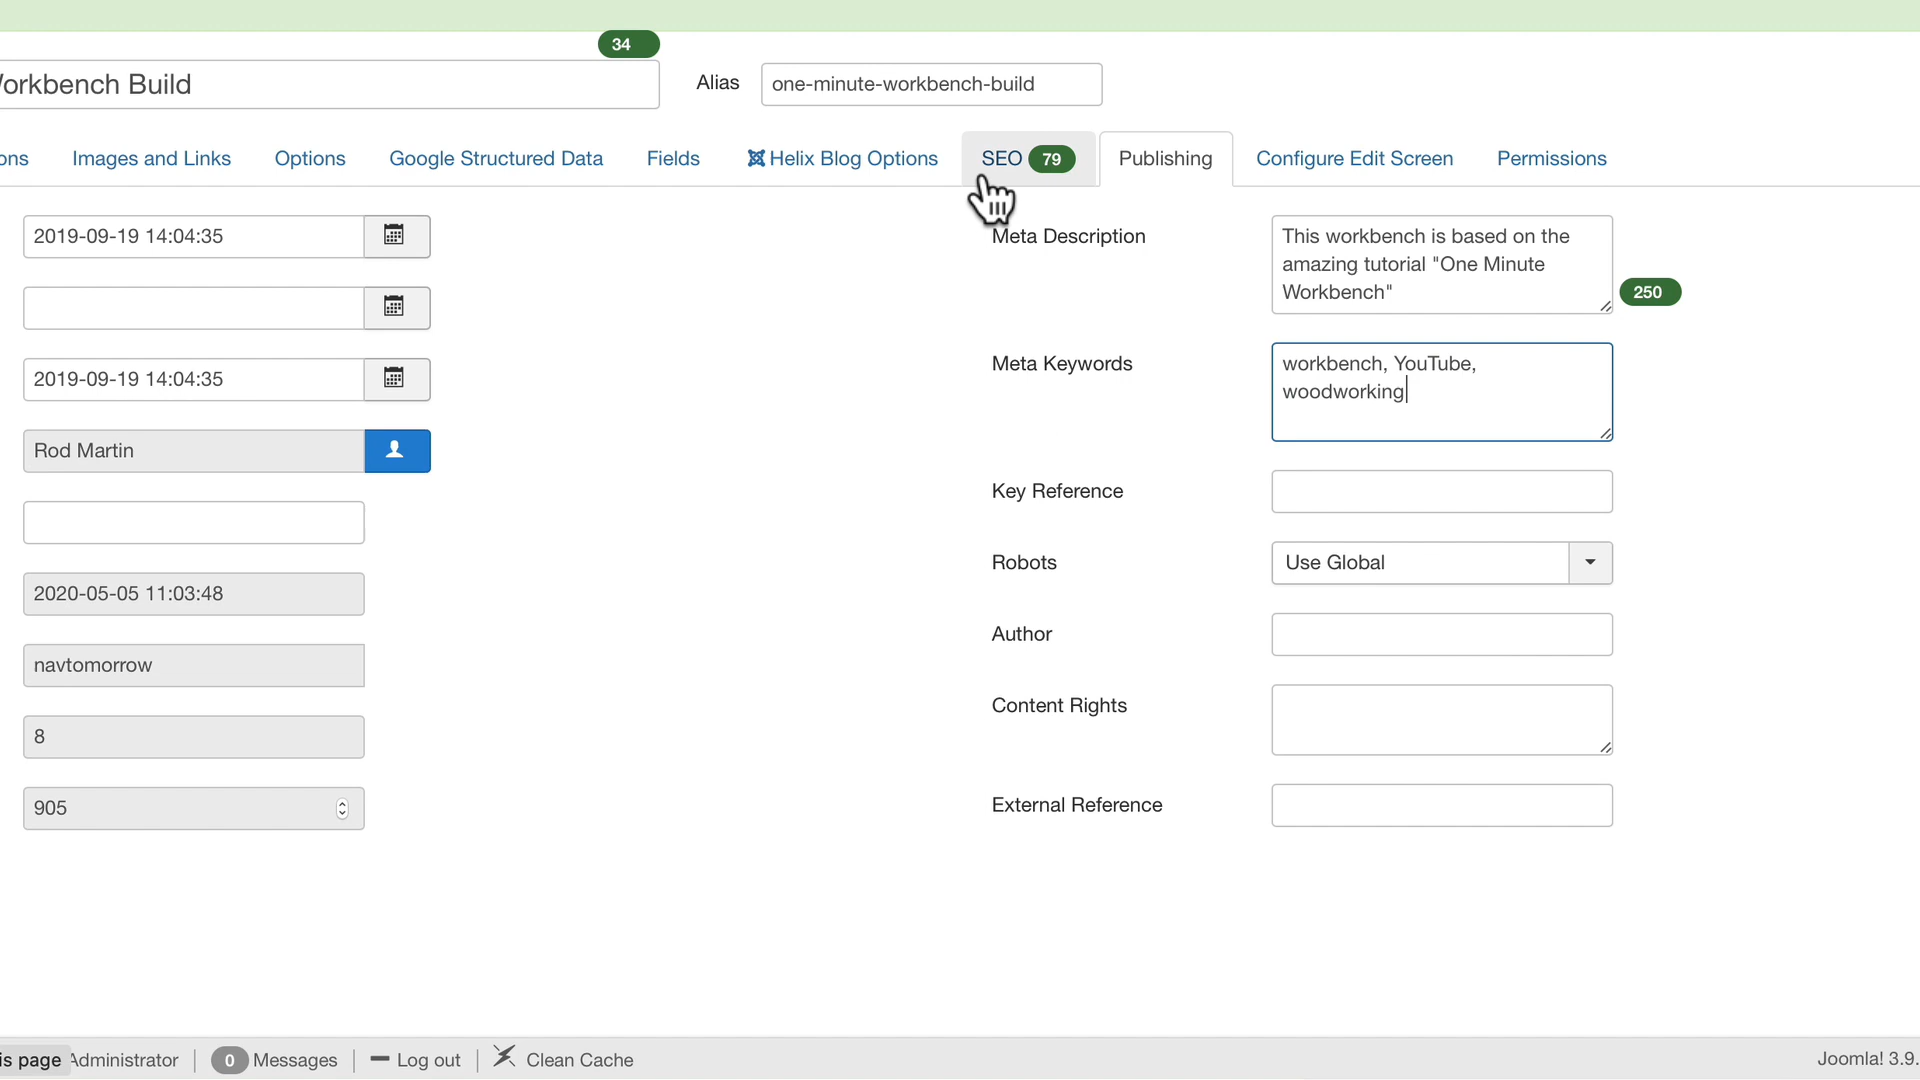 34
Workbench Build
Alias
one-minute-workbench-build
ons
Images and Links
Options
Google Structured Data
Fields
Helix Blog Options
SEO 79
Publishing
Configure Edit Screen
Permissions
2019-09-19 14:04:35
2019-09-19 14:04:35
Rod Martin
2020-05-05 11:03:48
navtomorrow
8
905
Meta Description
This workbench is based on the
amazing tutorial "One Minute
Workbench"
250
Meta Keywords
workbench, YouTube,
woodworking
Key Reference
Robots
Use Global
Author
Content Rights
External Reference
is page
Administrator
0 Messages
Log out
Clean Cache
Joomla! 3.9.